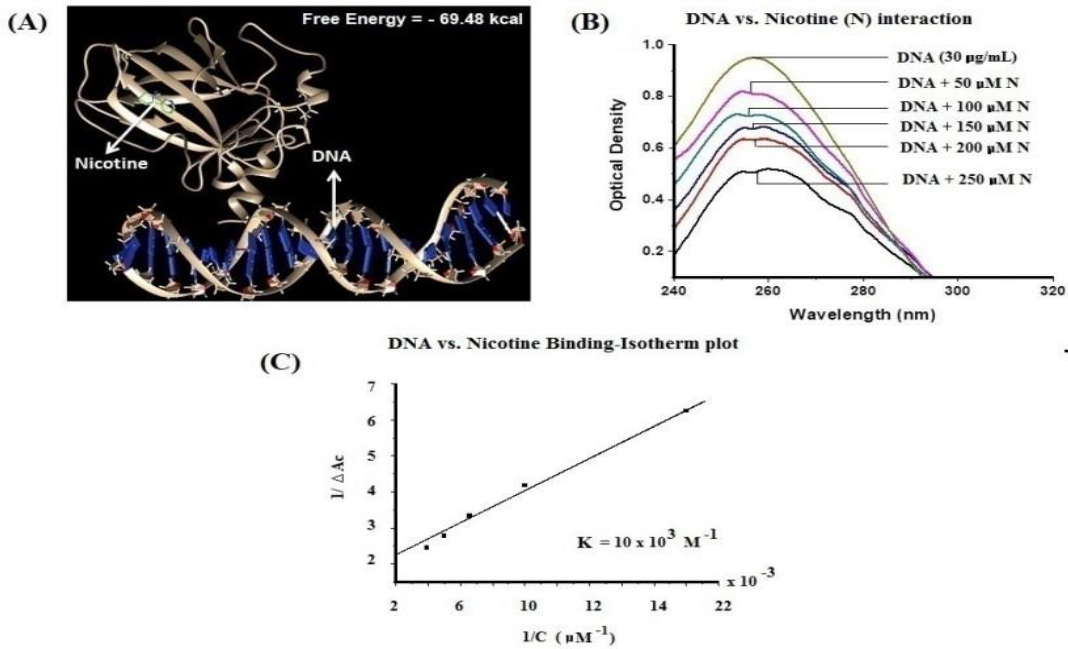 (A)
Free Energy = - 69.48 kcal
Nicotine
DNA
(B)
DNA vs. Nicotine (N) interaction
Optical Density
1.0
0.8
0.6
0.4
0.2
DNA (30 µg/mL)
DNA + 50 µM N
DNA + 100 µM N
DNA + 150 µM N
DNA + 200 µM N
DNA + 250 µM N
240 260 280 300 320
Wavelength (nm)
(C)
DNA vs. Nicotine Binding-Isotherm plot
1/ Δ Ac
7
6
5
4
3
2
K = 10 x 10³ M⁻¹
x 10⁻³
2 6 10 12 14 22
1/C ( µM⁻¹)